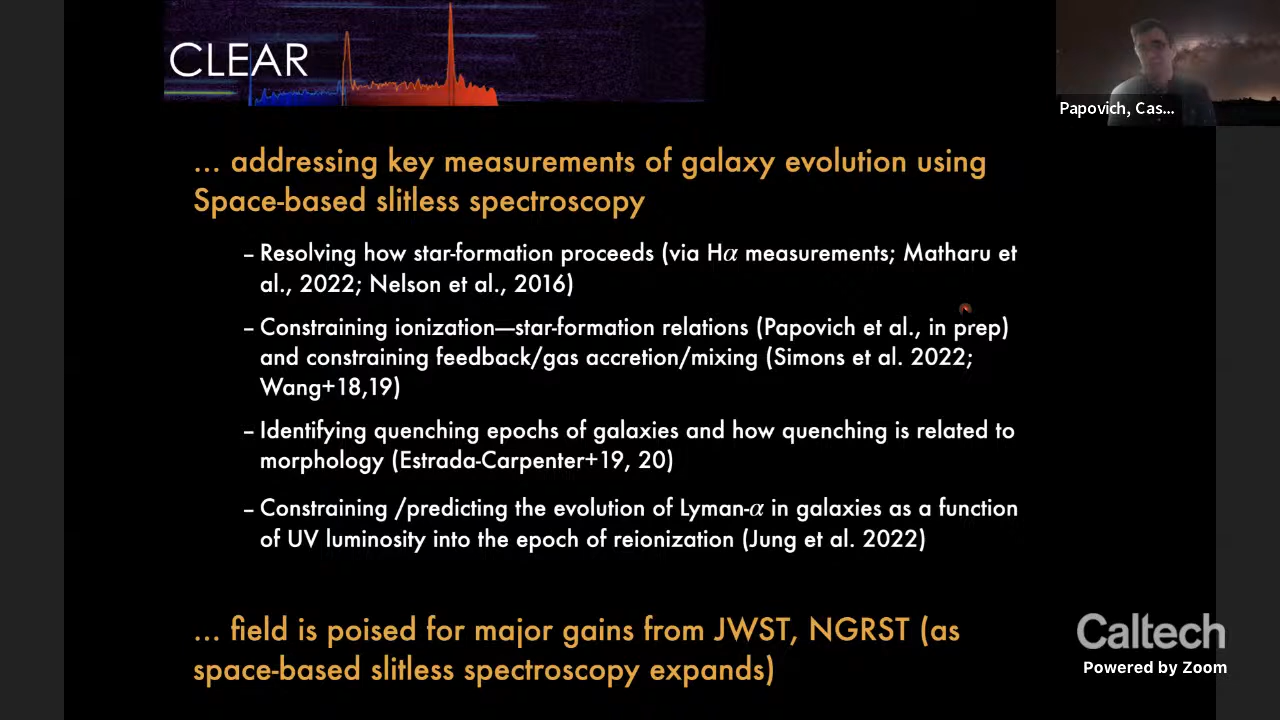 CLEAR
Papovich, Cas...
... addressing key measurements of galaxy evolution using
Space-based slitless spectroscopy
– Resolving how star-formation proceeds (via Hα measurements; Matharu et
al., 2022; Nelson et al., 2016)
– Constraining ionization—star-formation relations (Papovich et al., in prep)
and constraining feedback/gas accretion/mixing (Simons et al. 2022;
Wang+18,19)
– Identifying quenching epochs of galaxies and how quenching is related to
morphology (Estrada-Carpenter+19, 20)
– Constraining /predicting the evolution of Lyman-α in galaxies as a function
of UV luminosity into the epoch of reionization (Jung et al. 2022)
... field is poised for major gains from JWST, NGRST (as
space-based slitless spectroscopy expands)
Caltech
Powered by Zoom